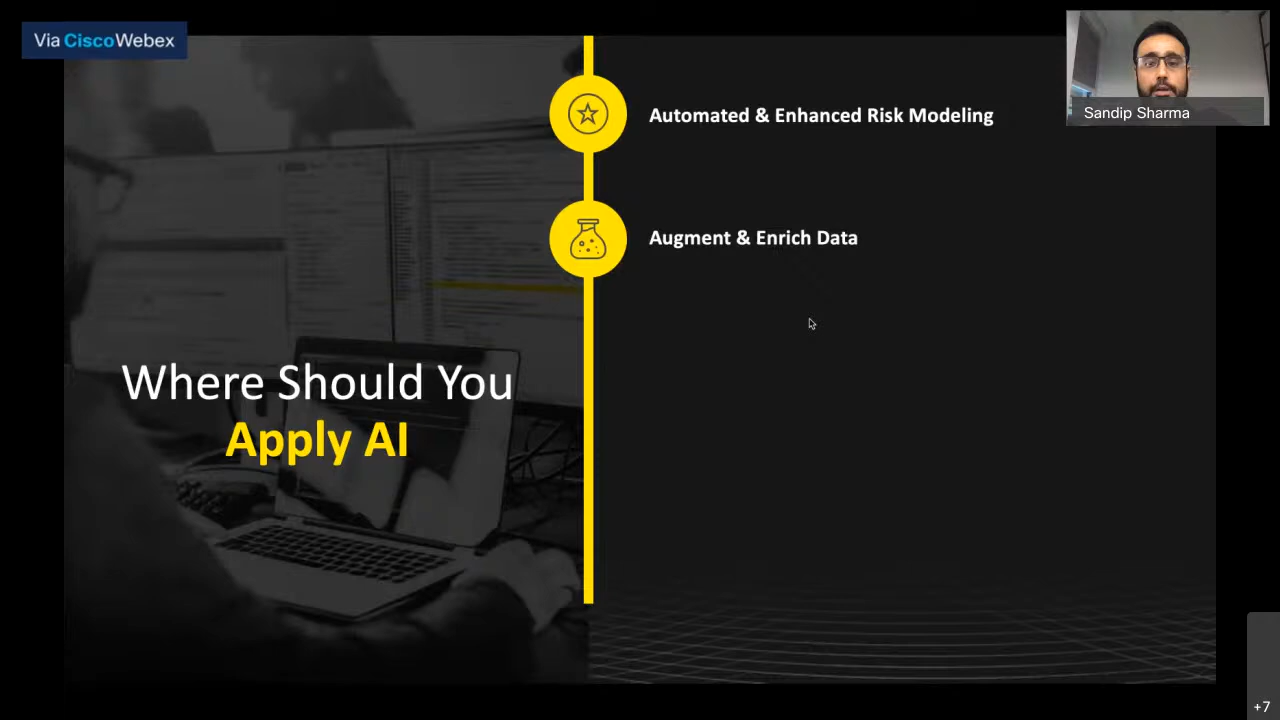 Via CiscoWebex
Sandip Sharma
Automated & Enhanced Risk Modeling
Augment & Enrich Data
Where Should You
Apply AI
+7